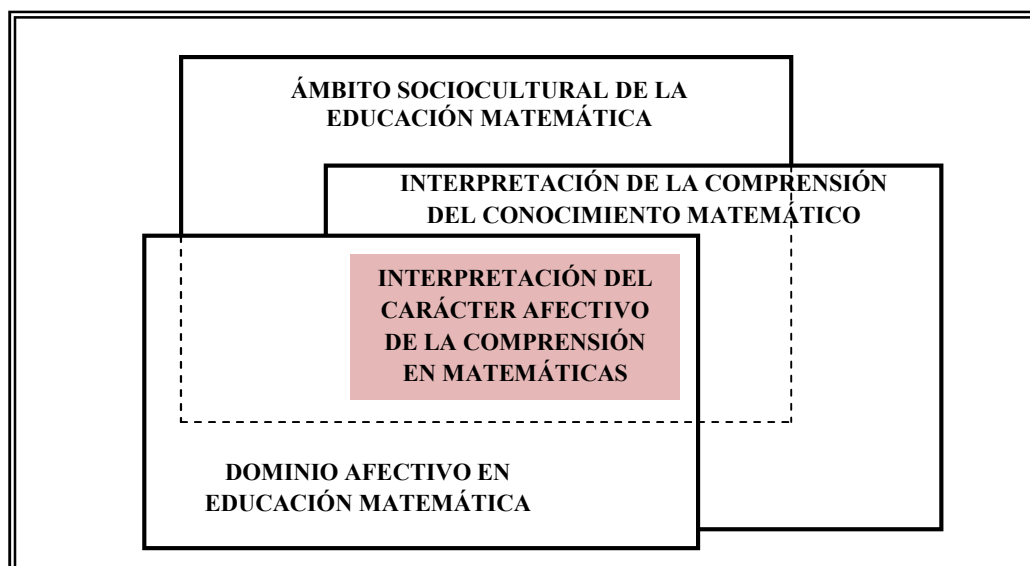 ÁMBITO SOCIOCULTURAL DE LA
EDUCACIÓN MATEMÁTICA
INTERPRETACIÓN DE LA COMPRENSIÓN
DEL CONOCIMIENTO MATEMÁTICO
INTERPRETACIÓN DEL
CARÁCTER AFECTIVO
DE LA COMPRENSIÓN
EN MATEMÁTICAS
DOMINIO AFECTIVO EN
EDUCACIÓN MATEMÁTICA